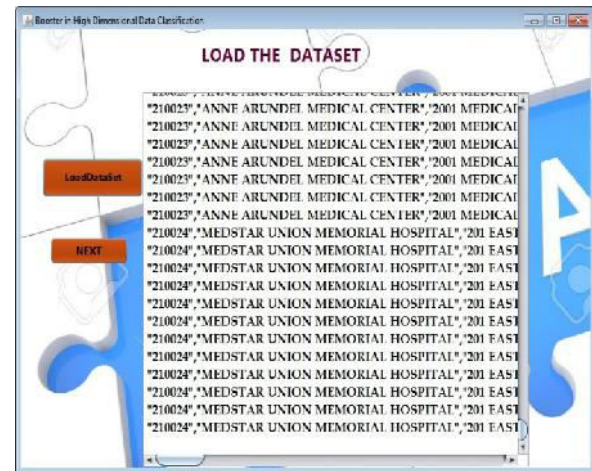 Booster in High Dimensional Data Classification
LOAD THE DATASET
"210023","ANNE ARUNDEL MEDICAL CENTER","2001 MEDICAL
"210023","ANNE ARUNDEL MEDICAL CENTER","2001 MEDICAL
"210023","ANNE ARUNDEL MEDICAL CENTER","2001 MEDICAL
"210023","ANNE ARUNDEL MEDICAL CENTER","2001 MEDICAL
"210023","ANNE ARUNDEL MEDICAL CENTER","2001 MEDICAL
"210023","ANNE ARUNDEL MEDICAL CENTER","2001 MEDICAL
"210023","ANNE ARUNDEL MEDICAL CENTER","2001 MEDICAL
"210024","MEDSTAR UNION MEMORIAL HOSPITAL","201 EAST
"210024","MEDSTAR UNION MEMORIAL HOSPITAL","201 EAST
"210024","MEDSTAR UNION MEMORIAL HOSPITAL","201 EAST
"210024","MEDSTAR UNION MEMORIAL HOSPITAL","201 EAST
"210024","MEDSTAR UNION MEMORIAL HOSPITAL","201 EAST
"210024","MEDSTAR UNION MEMORIAL HOSPITAL","201 EAST
"210024","MEDSTAR UNION MEMORIAL HOSPITAL","201 EAST
"210024","MEDSTAR UNION MEMORIAL HOSPITAL","201 EAST
"210024","MEDSTAR UNION MEMORIAL HOSPITAL","201 EAST
"210024","MEDSTAR UNION MEMORIAL HOSPITAL","201 EAST
"210024","MEDSTAR UNION MEMORIAL HOSPITAL","201 EAST
"210024","MEDSTAR UNION MEMORIAL HOSPITAL","201 EAST
LoadDataSet
NEXT
A